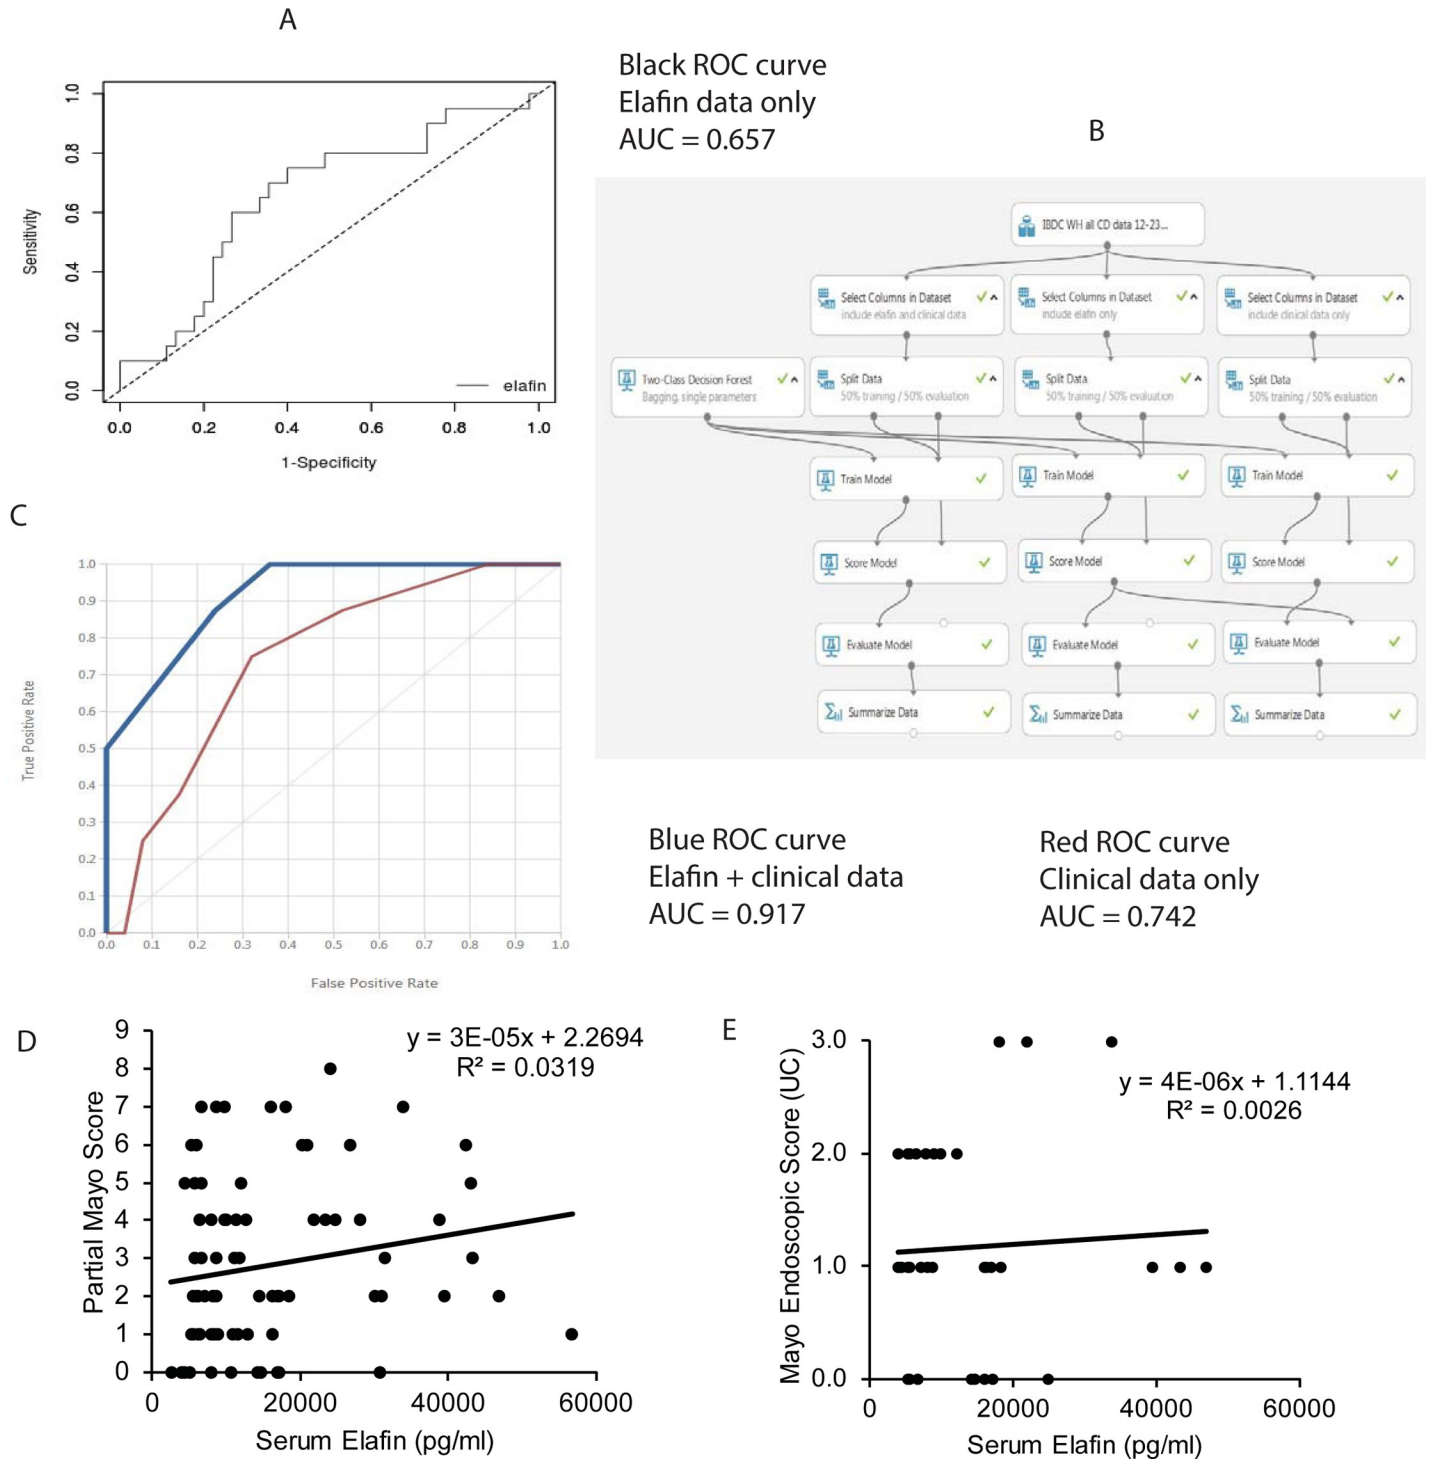 A
Black ROC curve
Elafin data only
AUC = 0.657
B
1.0
0.8
0.6
0.4
0.2
0.0
Sensitivity
elafin
0.0 0.2 0.4 0.6 0.8 1.0
1-Specificity
IBDC WH all CD data 12-23...
Select Columns in Dataset
include elafin and clinical data
Select Columns in Dataset
include elafin only
Select Columns in Dataset
include clinical data only
Two-Class Decision Forest
Bagging, single parameters
Split Data
50% training / 50% evaluation
Split Data
50% training / 50% evaluation
Split Data
50% training / 50% evaluation
Train Model
Train Model
Train Model
Score Model
Score Model
Score Model
Evaluate Model
Evaluate Model
Evaluate Model
Summarize Data
Summarize Data
Summarize Data
C
1.0
0.9
0.8
0.7
0.6
0.5
0.4
0.3
0.2
0.1
0.0
True Positive Rate
0.0 0.1 0.2 0.3 0.4 0.5 0.6 0.7 0.8 0.9 1.0
False Positive Rate
Blue ROC curve
Elafin + clinical data
AUC = 0.917
Red ROC curve
Clinical data only
AUC = 0.742
D
y = 3E-05x + 2.2694
R² = 0.0319
9
8
7
6
5
4
3
2
1
0
Partial Mayo Score
0 20000 40000 60000
Serum Elafin (pg/ml)
E
y = 4E-06x + 1.1144
R² = 0.0026
3.0
2.0
1.0
0.0
Mayo Endoscopic Score (UC)
0 20000 40000 60000
Serum Elafin (pg/ml)